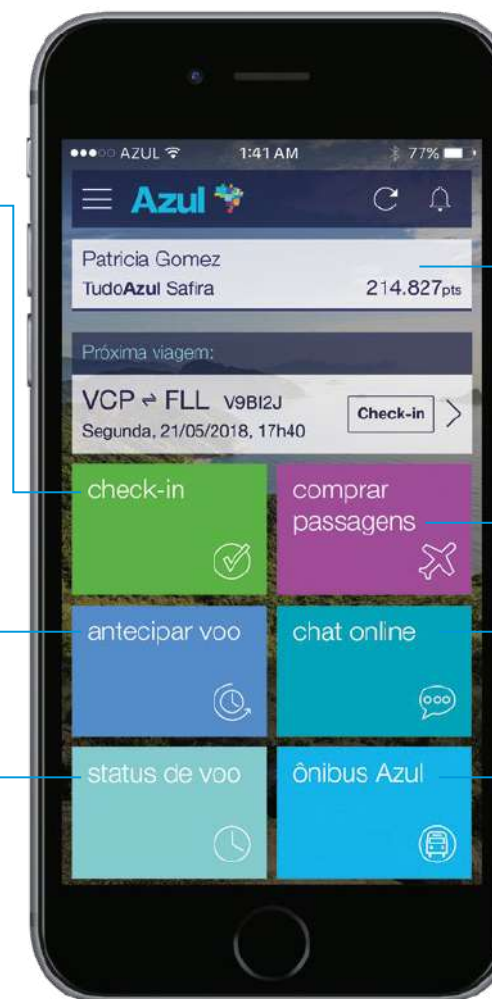 AZUL 1:41 AM 77%
Azul
Patricia Gomez
TudoAzul Safira 214.827pts
Próxima viagem:
VCP ⇌ FLL V9BI2J
Segunda, 21/05/2018, 17h40
Check-in
check-in
comprar
passagens
antecipar voo
chat online
status de voo
ônibus Azul